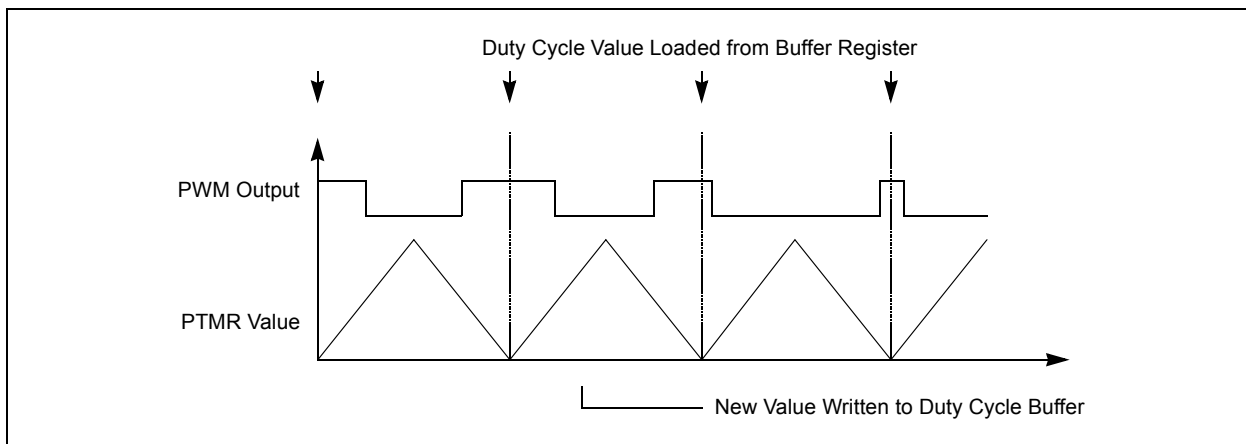 Duty Cycle Value Loaded from Buffer Register
PWM Output
PTMR Value
New Value Written to Duty Cycle Buffer